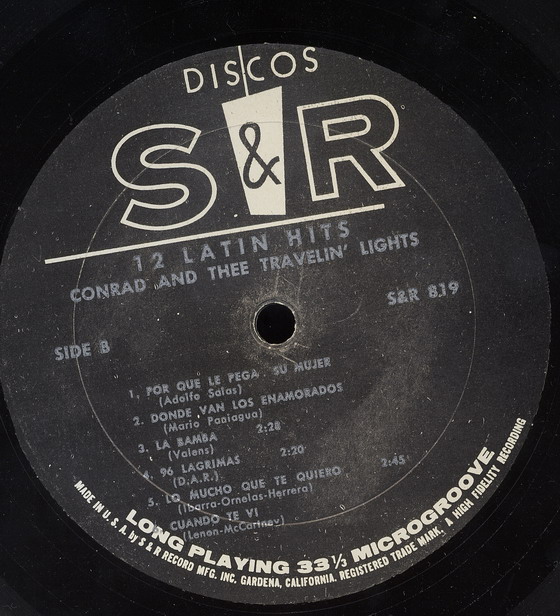 DISCOS
S & R
12 LATIN HITS
CONRAD AND THEE TRAVELIN' LIGHTS
S&R 819
SIDE B
1. POR QUE LE PEGA SU MUJER
(Adolfo Salas)
2. DONDE VAN LOS ENAMORADOS
(Mario Paniagua)
3. LA BAMBA 2:28
(Valens)
4. 96 LAGRIMAS 2:20
(D.A.R.)
5. LO MUCHO QUE TE QUIERO 2:45
(Ibarra-Ornelas-Herrera)
CUANDO TE VI
(Lenon-McCartney)
LONG PLAYING 33⅓ MICROGROOVE
MADE IN U.S.A. by S & R RECORD MFG. INC. GARDENA, CALIFORNIA. REGISTERED TRADE MARK, A HIGH FIDELITY RECORDING